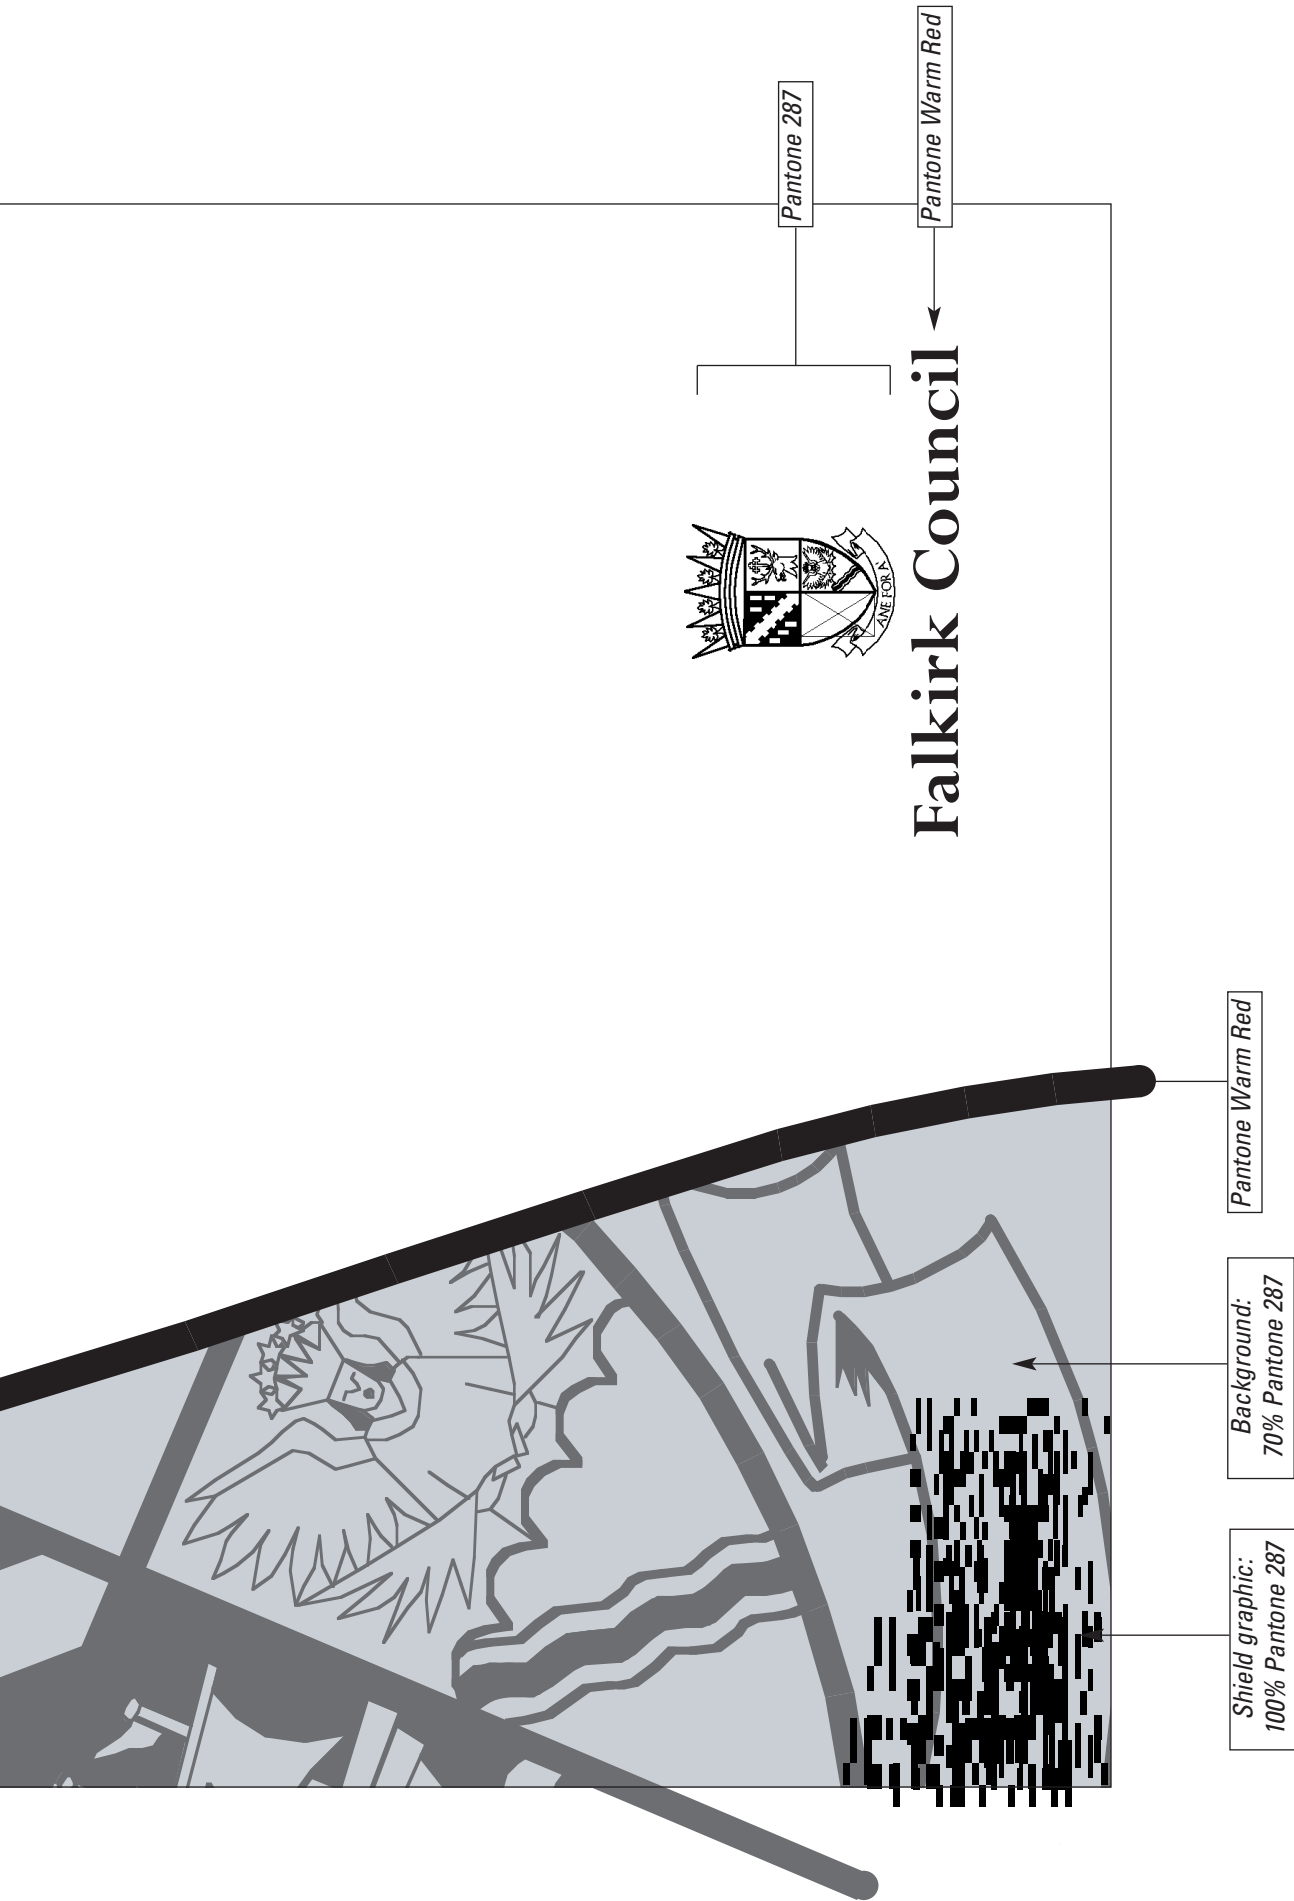 Pantone 287
Pantone Warm Red
ANE FOR A'
Falkirk Council
Pantone Warm Red
Background:
70% Pantone 287
Shield graphic:
100% Pantone 287